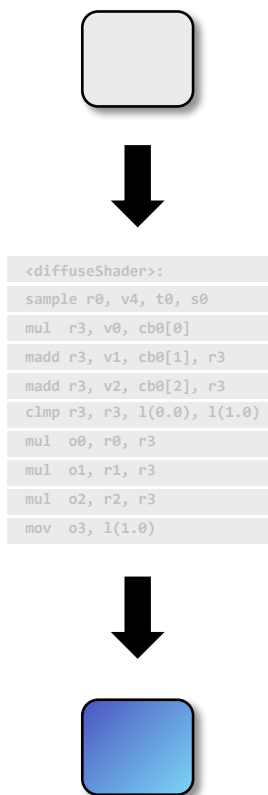 <diffuseShader>:
sample r0, v4, t0, s0
mul  r3, v0, cb0[0]
madd r3, v1, cb0[1], r3
madd r3, v2, cb0[2], r3
clmp r3, r3, l(0.0), l(1.0)
mul  o0, r0, r3
mul  o1, r1, r3
mul  o2, r2, r3
mov  o3, l(1.0)